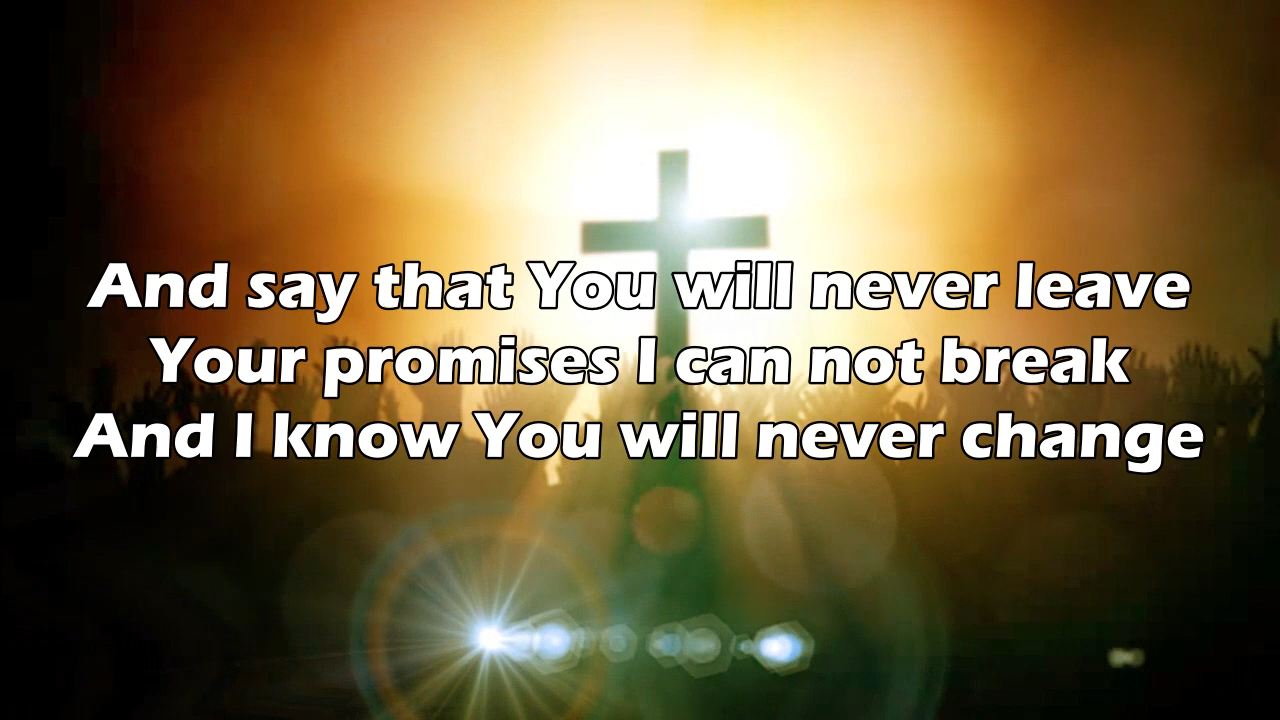 And say that You will never leave
Your promises I can not break
And I know You will never change